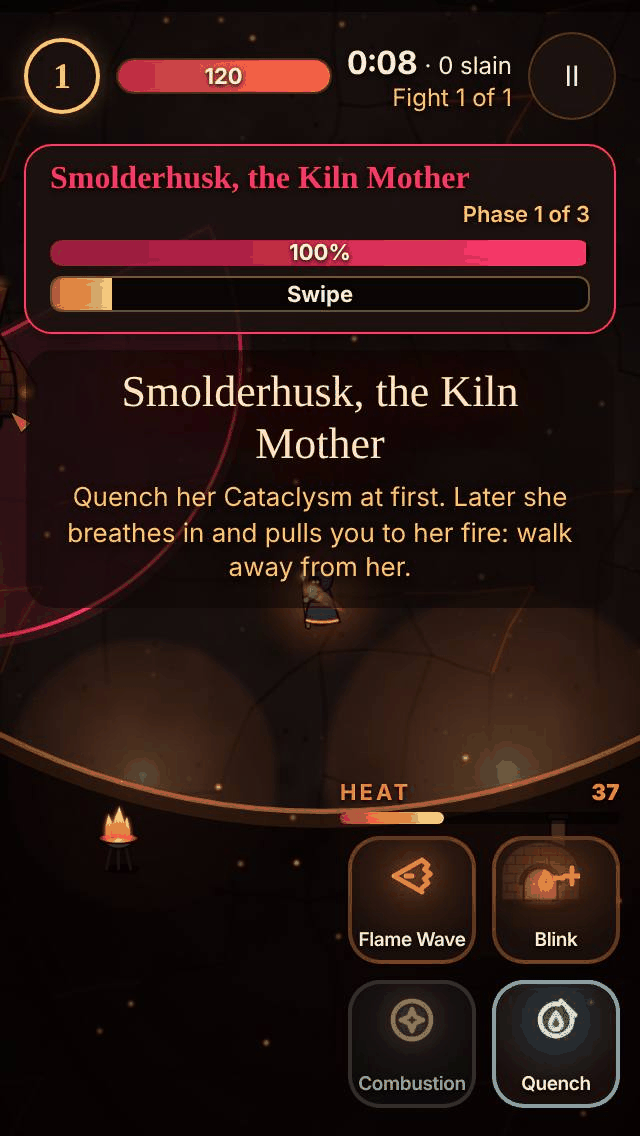 1
120
0:08 · 0 slain
Fight 1 of 1
Smolderhusk, the Kiln Mother
Phase 1 of 3
100%
Swipe
Smolderhusk, the Kiln
Mother
Quench her Cataclysm at first. Later she
breathes in and pulls you to her fire: walk
away from her.
HEAT 37
Flame Wave
Blink
Combustion
Quench